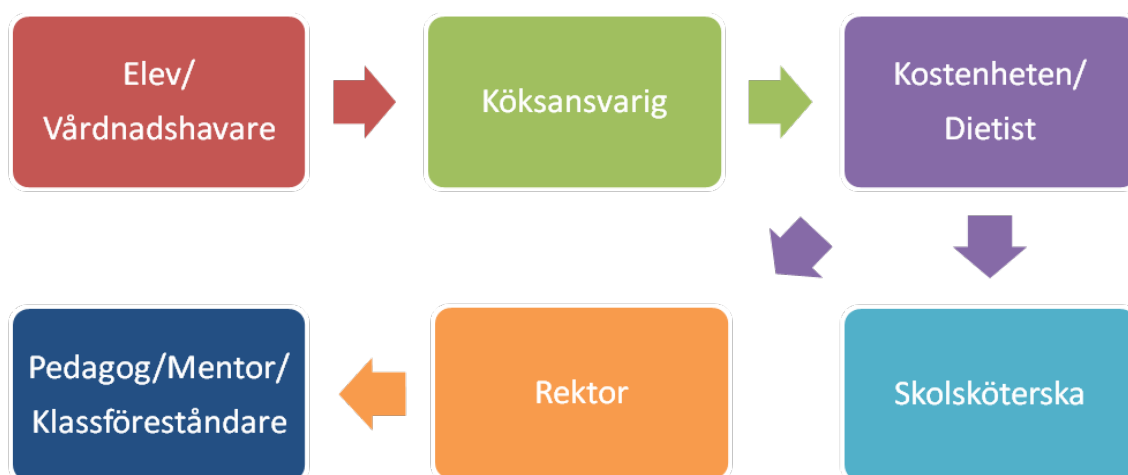 Elev/
Vårdnadshavare
Köksansvarig
Kostenheten/
Dietist
Pedagog/Mentor/
Klassföreståndare
Rektor
Skolsköterska